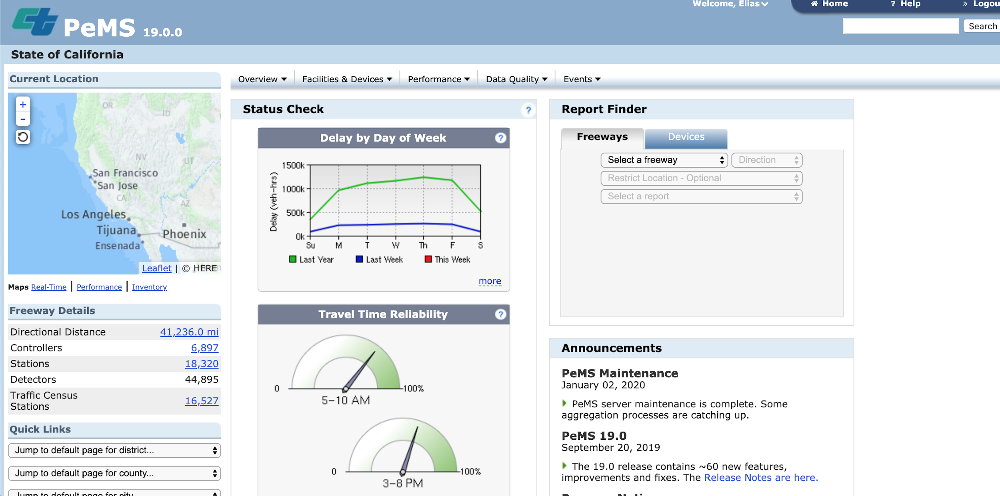 Welcome, Elias
Home
? Help
» Logou
PeMS 19.0.0
Search
State of California
Current Location
Overview
Facilities & Devices
Performance
Data Quality
Events
+
-
OR
ID
NV
UT
San Francisco
San Jose
CA
AZ
Los Angeles
Tijuana
Phoenix
Ensenada
Leaflet | © HERE
Maps Real-Time | Performance | Inventory
Freeway Details
Directional Distance 41,236.0 mi
Controllers 6,897
Stations 18,320
Detectors 44,895
Traffic Census
Stations
16,527
Quick Links
Jump to default page for district...
Jump to default page for county...
Jump to default page for city
Status Check ?
Delay by Day of Week ?
Delay (veh-hrs)
1500k
1000k
500k
0k
Su M T W Th F S
Last Year Last Week This Week
more
Travel Time Reliability ?
0 100%
5-10 AM
0 100%
3-8 PM
Report Finder
Freeways Devices
Select a freeway Direction
Restrict Location - Optional
Select a report
Announcements
PeMS Maintenance
January 02, 2020
PeMS server maintenance is complete. Some
aggregation processes are catching up.
PeMS 19.0
September 20, 2019
The 19.0 release contains ~60 new features,
improvements and fixes. The Release Notes are here.